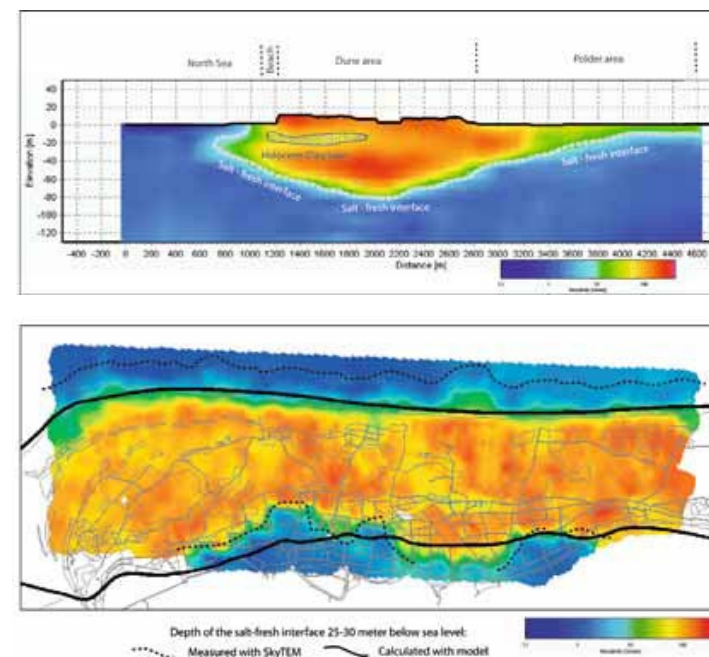 North Sea
Beach
Dune area
Polder area
40
20
0
-20
-40
-60
-80
-100
-120
Elevation [m]
Holocene Clay layer
Salt - fresh interface
Salt - fresh interface
Salt - fresh interface
-400 -200 0 200 400 600 800 1000 1200 1400 1600 1800 2000 2200 2400 2600 2800 3000 3200 3400 3600 3800 4000 4200 4400 4600
Distance [m]
Depth of the salt-fresh interface 25-30 meter below sea level:
Measured with SkyTEM
Calculated with model